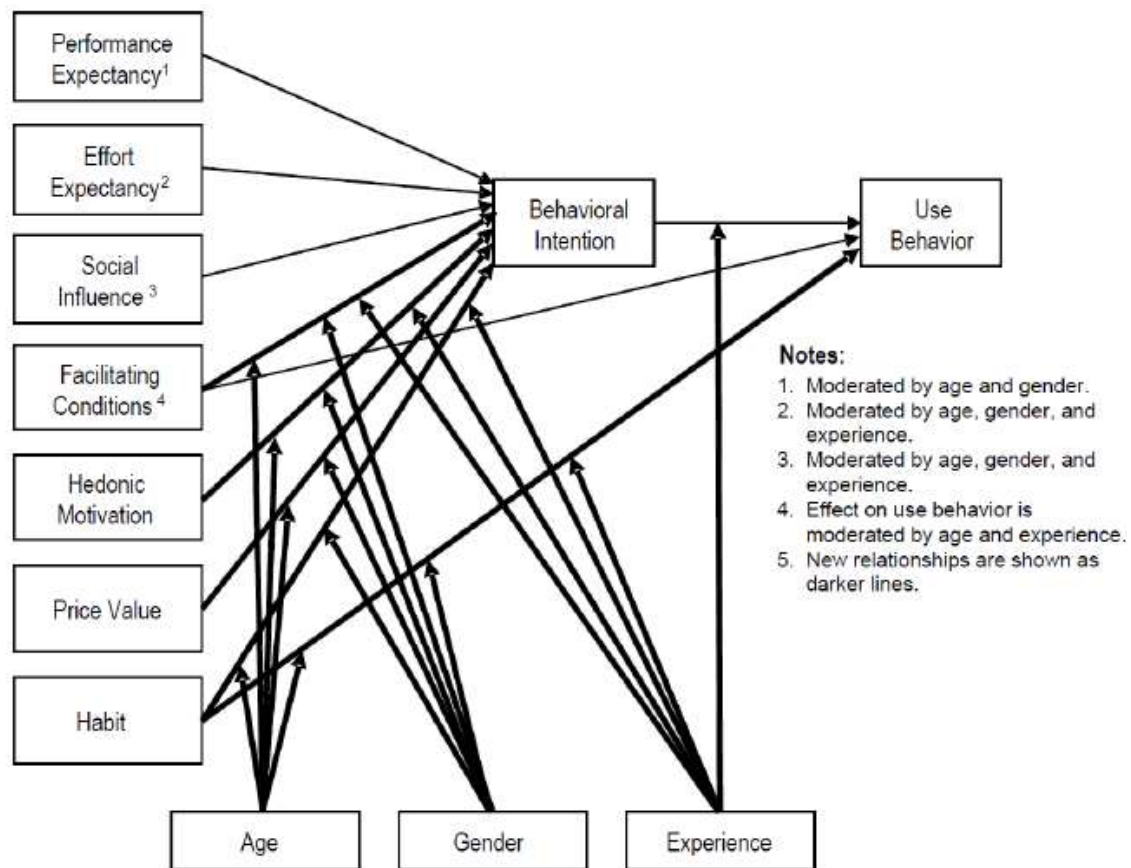 Performance
Expectancy¹
Effort
Expectancy²
Social
Influence ³
Facilitating
Conditions ⁴
Hedonic
Motivation
Price Value
Habit
Behavioral
Intention
Use
Behavior
Notes:
1. Moderated by age and gender.
2. Moderated by age, gender, and
experience.
3. Moderated by age, gender, and
experience.
4. Effect on use behavior is
moderated by age and experience.
5. New relationships are shown as
darker lines.
Age
Gender
Experience